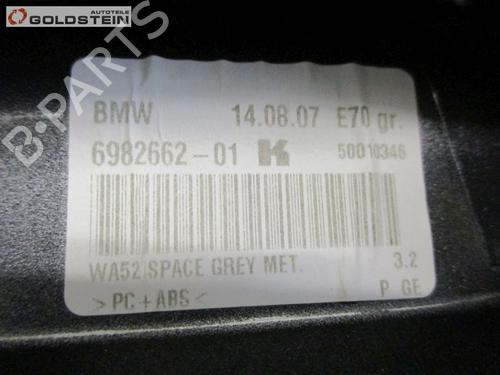 AUTOTEILE
GOLDSTEIN
B-PARTS
BMW 14.08.07 E70 gr.
6982662-01 K 50010346
WA52 SPACE GREY MET. 3.2
>PC+ABS< P GE